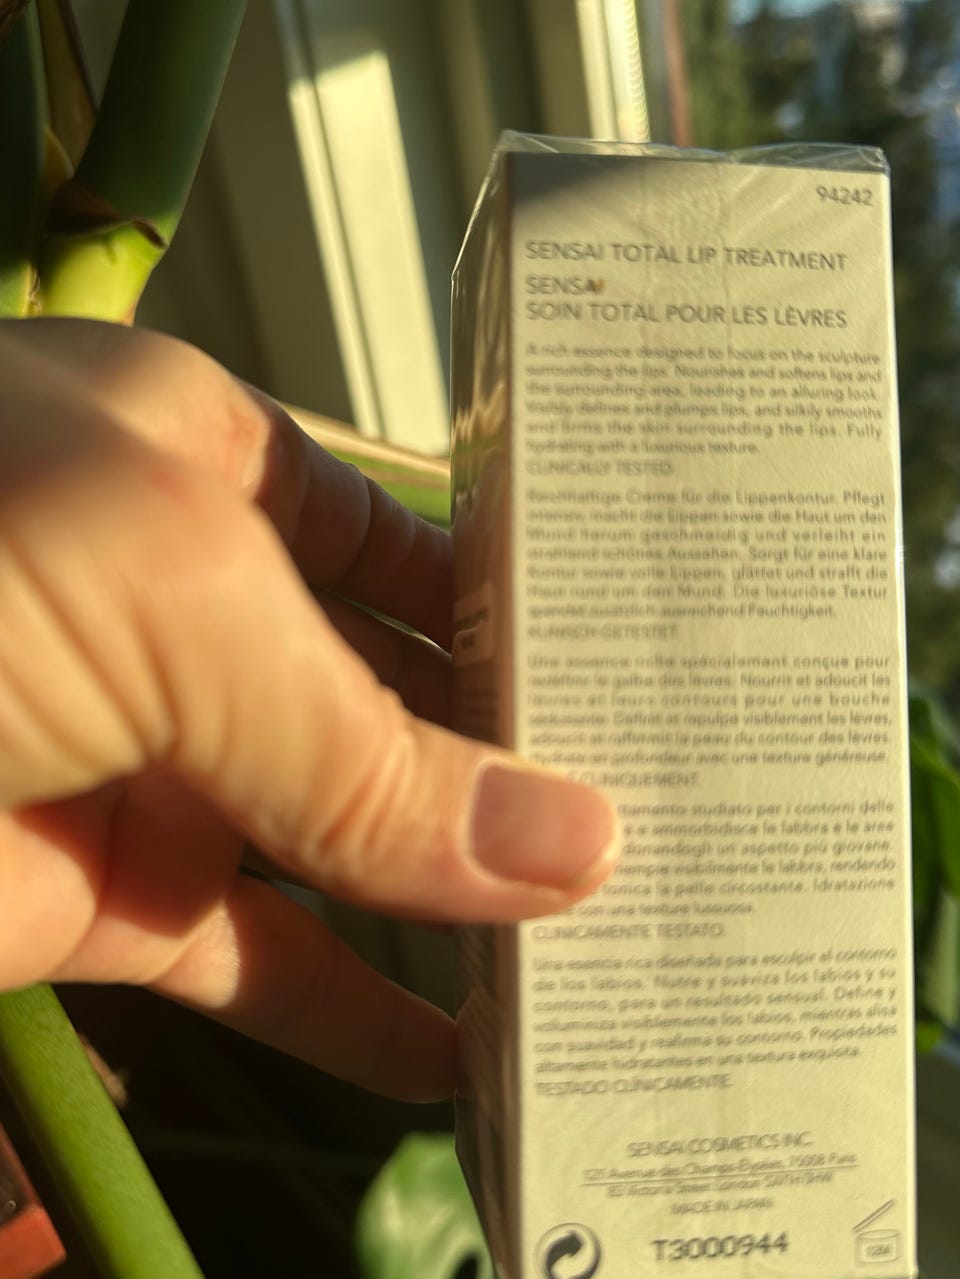 94242
SENSAI TOTAL LIP TREATMENT
SENSAI
SOIN TOTAL POUR LES LÈVRES
A rich essence designed to focus on the sculpture
surrounding the lips. Nourishes and softens lips and
the surrounding area, leading to an alluring look.
Visibly defines and plumps lips, and silkily smooths
and firms the skin surrounding the lips. Fully
hydrating with a luxurious texture.
CLINICALLY TESTED.
Reichhaltige Creme für die Lippenkontur. Pflegt
intensiv, macht die Lippen sowie die Haut um den
Mund herum geschmeidig und verleiht ein
strahlend schönes Aussehen. Sorgt für eine klare
Kontur sowie volle Lippen, glättet und strafft die
Haut rund um den Mund. Die luxuriöse Textur
spendet zusätzlich ausreichend Feuchtigkeit.
KLINISCH GETESTET.
Une essence riche spécialement conçue pour
redéfinir le galbe des lèvres. Nourrit et adoucit les
lèvres et leurs contours pour une bouche
séduisante. Définit et repulpe visiblement les lèvres,
adoucit et raffermit la peau du contour des lèvres.
Hydrate en profondeur avec une texture généreuse.
CLINIQUEMENT.
studiato per i contorni delle
e ammorbidisce le labbra e le aree
donandogli un aspetto più giovane.
visibilmente le labbra, rendendo
tonica la pelle circostante. Idratazione
con una texture lussuosa.
CLINICAMENTE TESTATO.
Una esencia rica diseñada para esculpir el contorno
de los labios. Nutre y suaviza los labios y su
contorno, para un resultado sensual. Define y
voluminiza visiblemente los labios, mientras alisa
con suavidad y reafirma su contorno. Propiedades
altamente hidratantes en una textura exquisita.
TESTADO CLÍNICAMENTE.
SENSAI COSMETICS INC.
121 Avenue des Champs-Elysées, 75008 Paris
Victoria Street London
MADE IN JAPAN
T3000944
12M